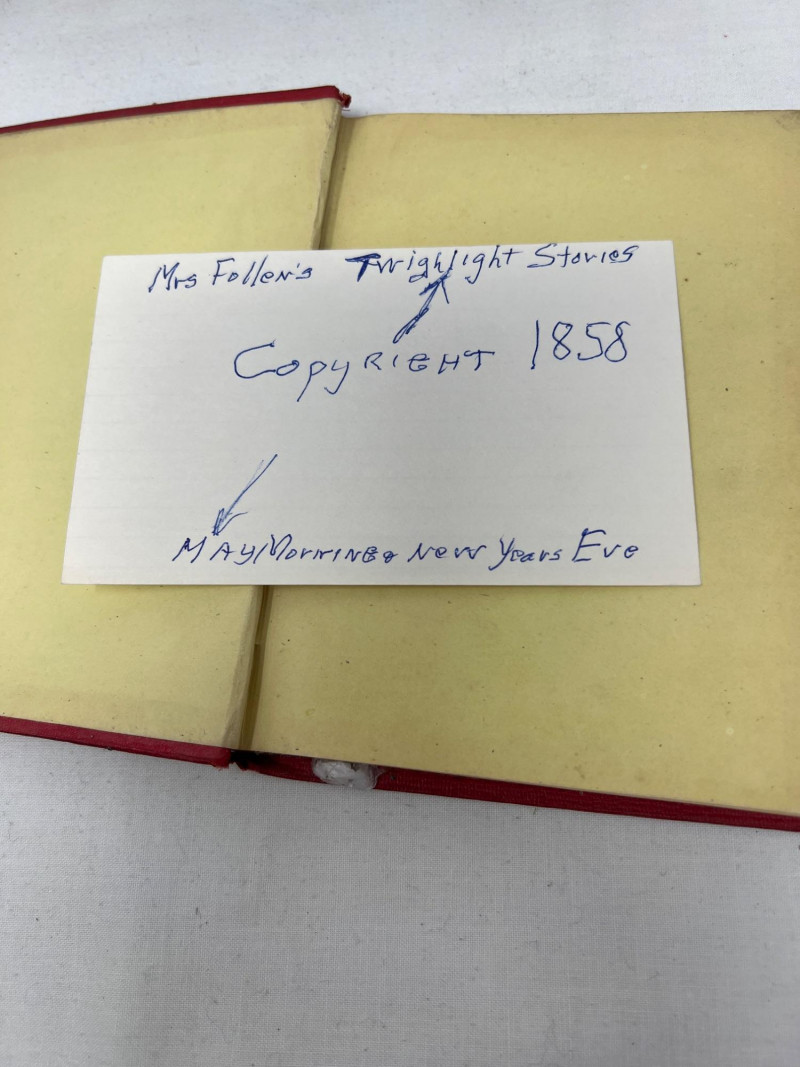 Mrs Follen's Twighlight Stories
Copyright 1858
May Morning & New Years Eve